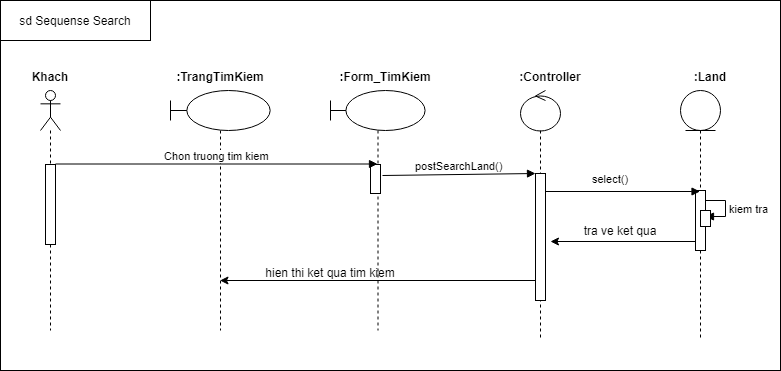 sd Sequense Search
Khach
:TrangTimKiem
:Form_TimKiem
:Controller
:Land
Chon truong tim kiem
postSearchLand()
select()
kiem tra
tra ve ket qua
hien thi ket qua tim kiem